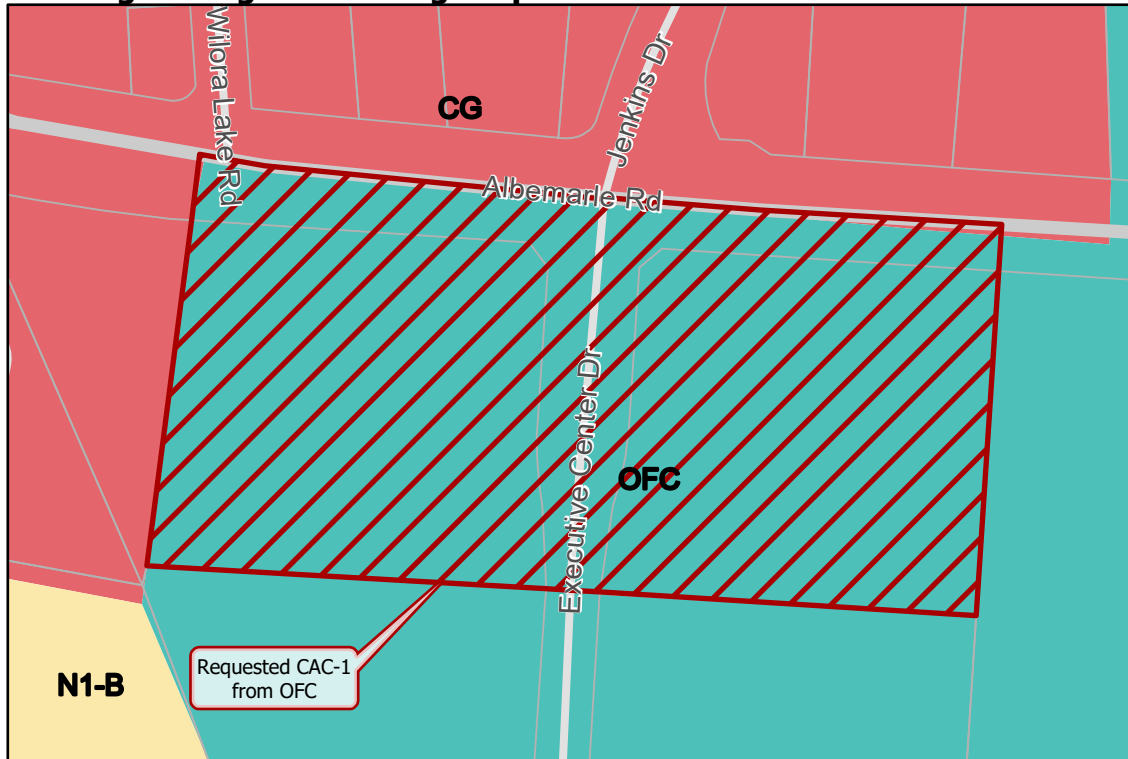 Wilora Lake Rd
CG
Jenkins Dr
Albemarle Rd
Executive Center Dr
OFC
Requested CAC-1
from OFC
N1-B